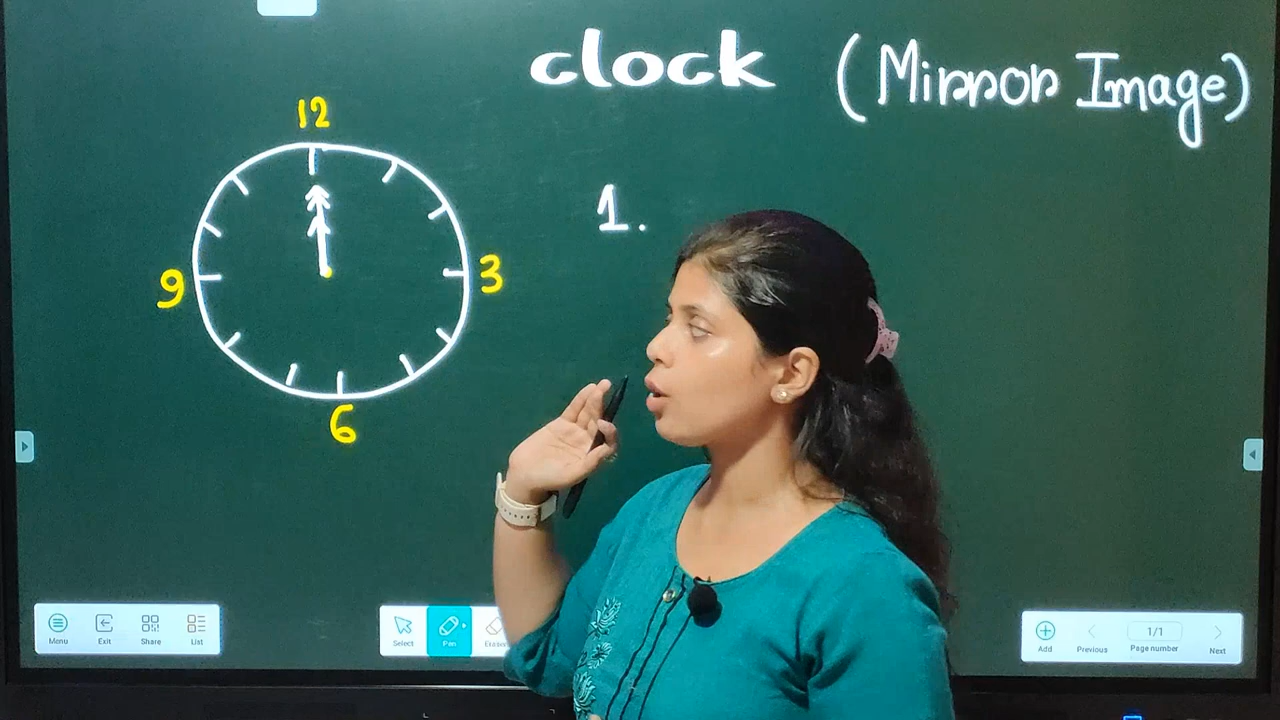 clock (Mirror Image)
12
1.
9
3
6
Menu Exit Share List
Select Pen Eraser
Add Previous 1/1 Page number Next